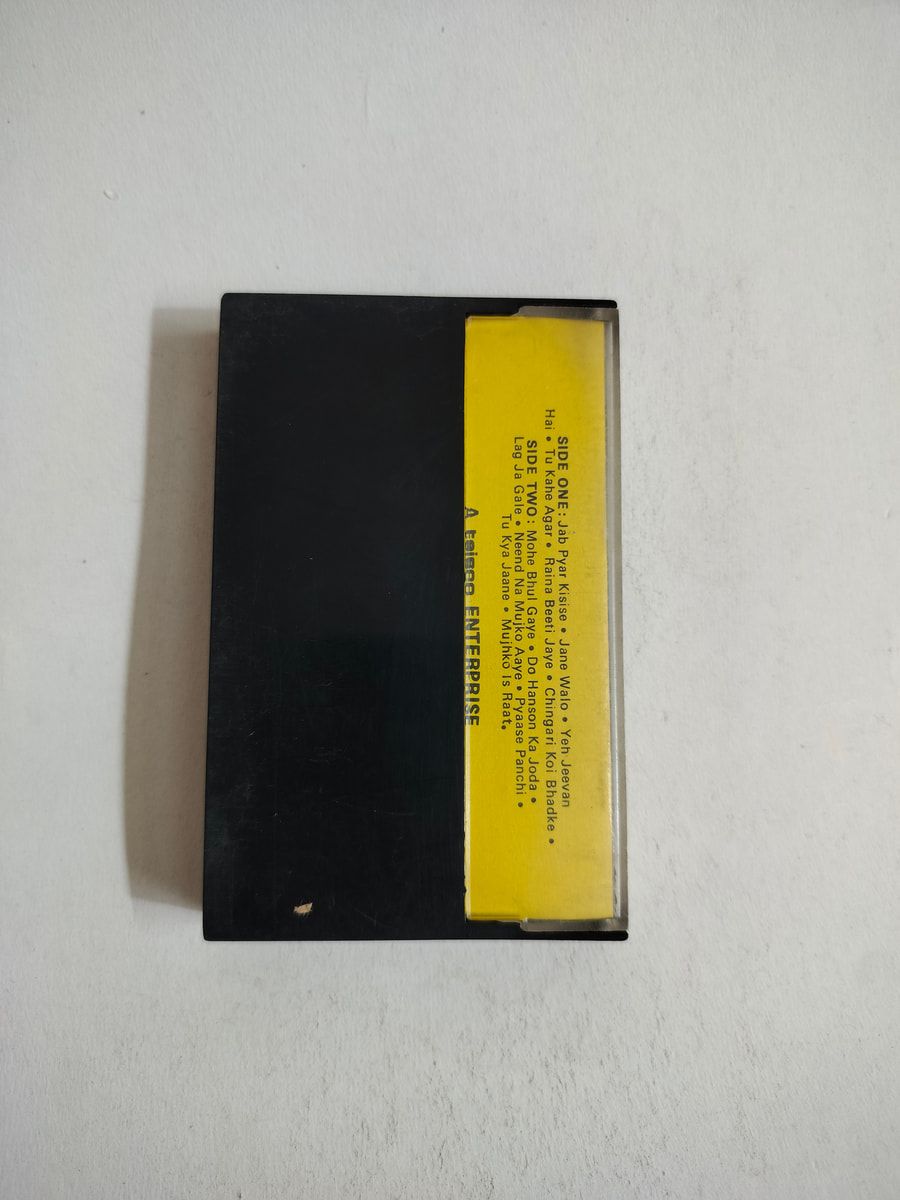 SIDE ONE: Jab Pyar Kisise • Jane Walo • Yeh Jeevan
Hai • Tu Kahe Agar • Raina Beeti Jaye • Chingari Koi Bhadke •
SIDE TWO: Mohe Bhul Gaye • Do Hanson Ka Joda •
Lag Ja Gale • Neend Na Mujko Aaye • Pyaase Panchi •
Tu Kya Jaane • Mujhko Is Raat.
A ENTERPRISE